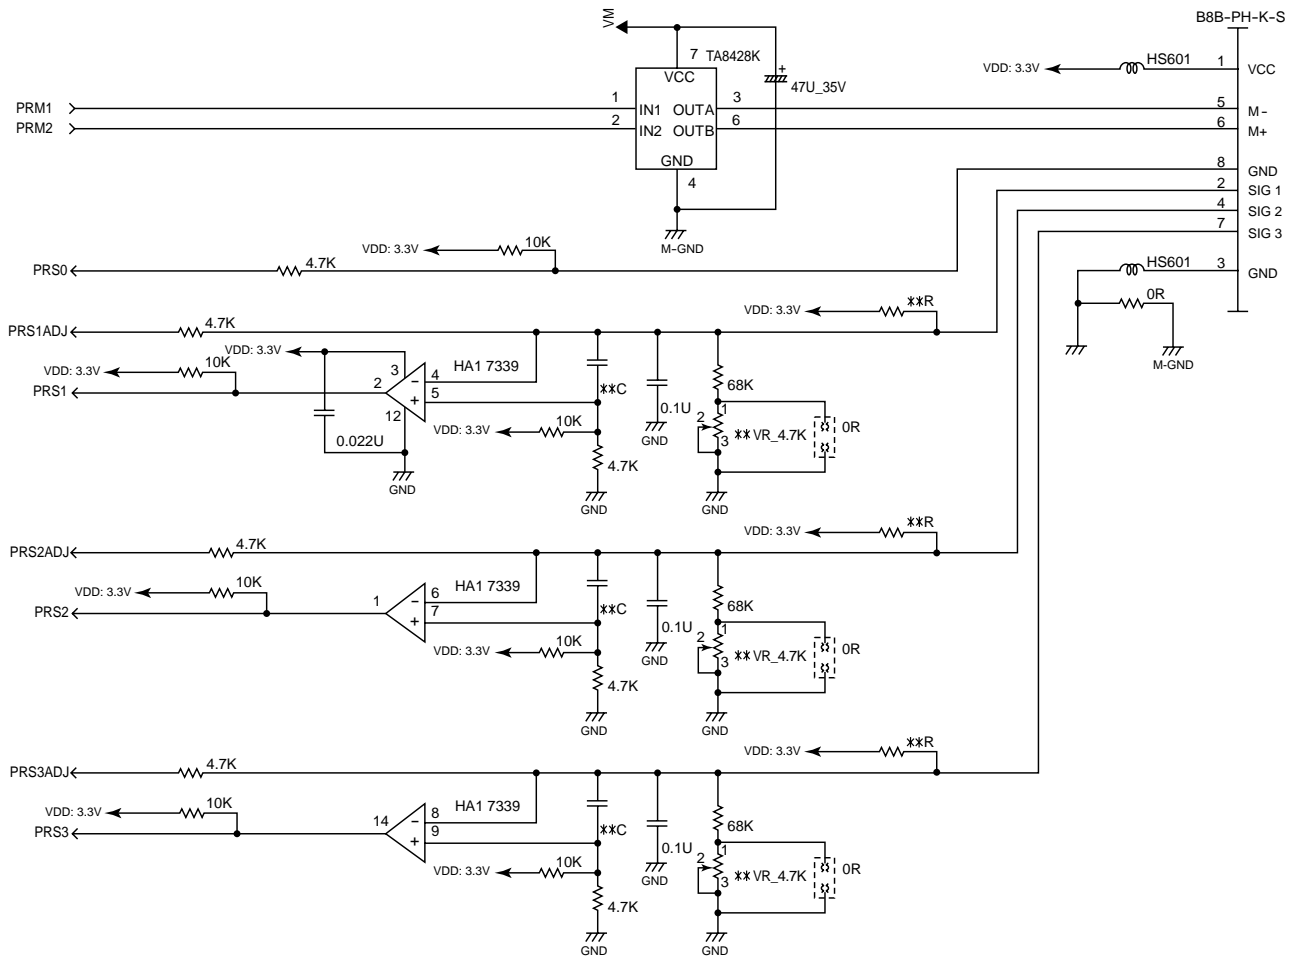 B8B-PH-K-S
VM
7 TA8428K
VCC
47U_35V
+
VDD: 3.3V HS601 1 VCC
PRM1 1 IN1 OUTA 3 5 M-
PRM2 2 IN2 OUTB 6 6 M+
GND
4
M-GND
8 GND
2 SIG 1
4 SIG 2
7 SIG 3
VDD: 3.3V 10K
PRS0 4.7K
HS601 3 GND
0R
M-GND
VDD: 3.3V **R
PRS1ADJ 4.7K
VDD: 3.3V
VDD: 3.3V 10K
PRS1 2 3 - 4 HA1 7339
+ 5
12
0.022U
GND
**C
VDD: 3.3V 10K
4.7K
GND
0.1U
GND
68K
1
2 **VR_4.7K 0R
3
GND
VDD: 3.3V **R
PRS2ADJ 4.7K
VDD: 3.3V 10K
PRS2 1 - 6 HA1 7339
+ 7
**C
VDD: 3.3V 10K
4.7K
GND
0.1U
GND
68K
1
2 **VR_4.7K 0R
3
GND
VDD: 3.3V **R
PRS3ADJ 4.7K
VDD: 3.3V 10K
PRS3 14 - 8 HA1 7339
+ 9
**C
VDD: 3.3V 10K
4.7K
GND
0.1U
GND
68K
1
2 **VR_4.7K 0R
3
GND